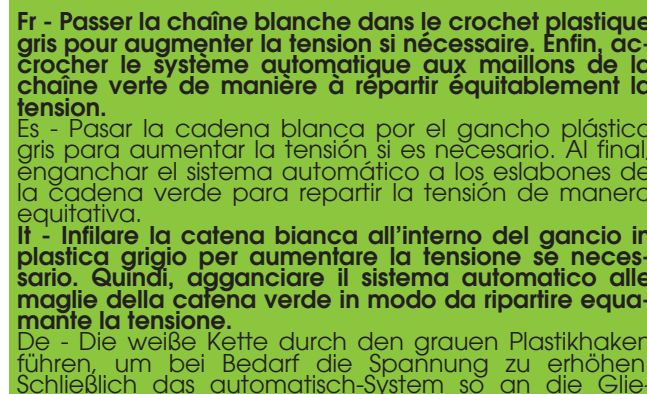 Fr - Passer la chaîne blanche dans le crochet plastique
gris pour augmenter la tension si nécessaire. Enfin, ac-
crocher le système automatique aux maillons de la
chaîne verte de manière à répartir équitablement la
tension.
Es - Pasar la cadena blanca por el gancho plástico
gris para aumentar la tensión si es necesario. Al final,
enganchar el sistema automático a los eslabones de
la cadena verde para repartir la tensión de manera
equitativa.
It - Infilare la catena bianca all'interno del gancio in
plastica grigio per aumentare la tensione se neces-
sario. Quindi, agganciare il sistema automatico alle
maglie della catena verde in modo da ripartire equa-
mante la tensione.
De - Die weiße Kette durch den grauen Plastikhaken
führen, um bei Bedarf die Spannung zu erhöhen.
Schließlich das automatisch-System so an die Glie-